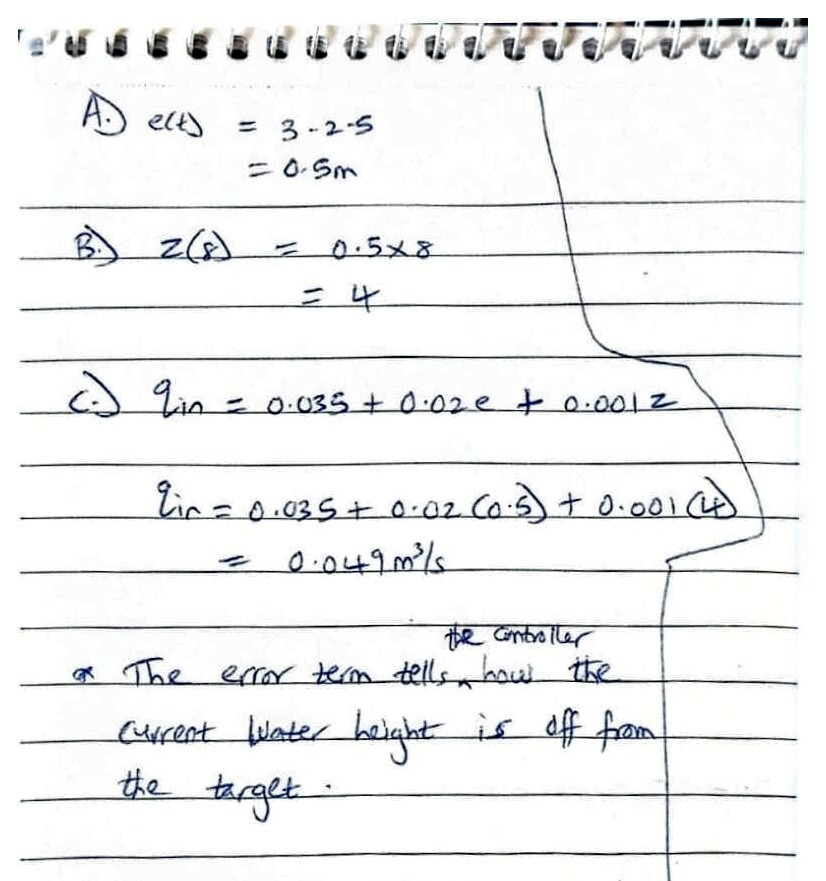 A.) e(t) = 3 - 2.5
= 0.5m
B.) z(8) = 0.5 × 8
= 4
C.) qin = 0.035 + 0.02e + 0.001z
qin = 0.035 + 0.02 (0.5) + 0.001 (4)
= 0.049 m³/s
the controller
* The error term tells ‸ how the
current water height is off from
the target.